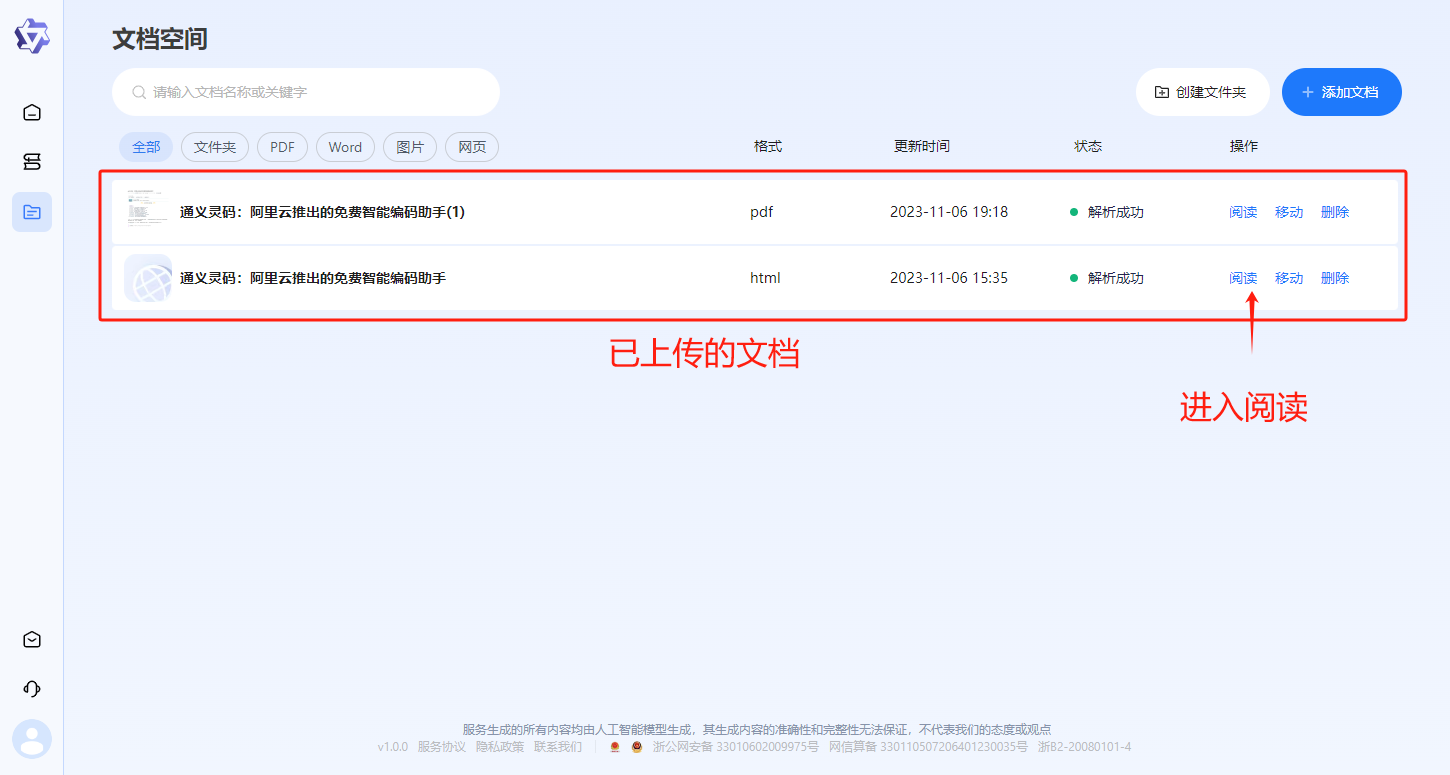 文档空间
请输入文档名称或关键字
创建文件夹
+ 添加文档
全部 文件夹 PDF Word 图片 网页 格式 更新时间 状态 操作
通义灵码：阿里云推出的免费智能编码助手(1) pdf 2023-11-06 19:18 解析成功 阅读 移动 删除
通义灵码：阿里云推出的免费智能编码助手 html 2023-11-06 15:35 解析成功 阅读 移动 删除
已上传的文档
进入阅读
服务生成的所有内容均由人工智能模型生成，其生成内容的准确性和完整性无法保证，不代表我们的态度或观点
v1.0.0 服务协议 隐私政策 联系我们 浙公网安备 33010602009975号 网信算备 330110507206401230035号 浙B2-20080101-4